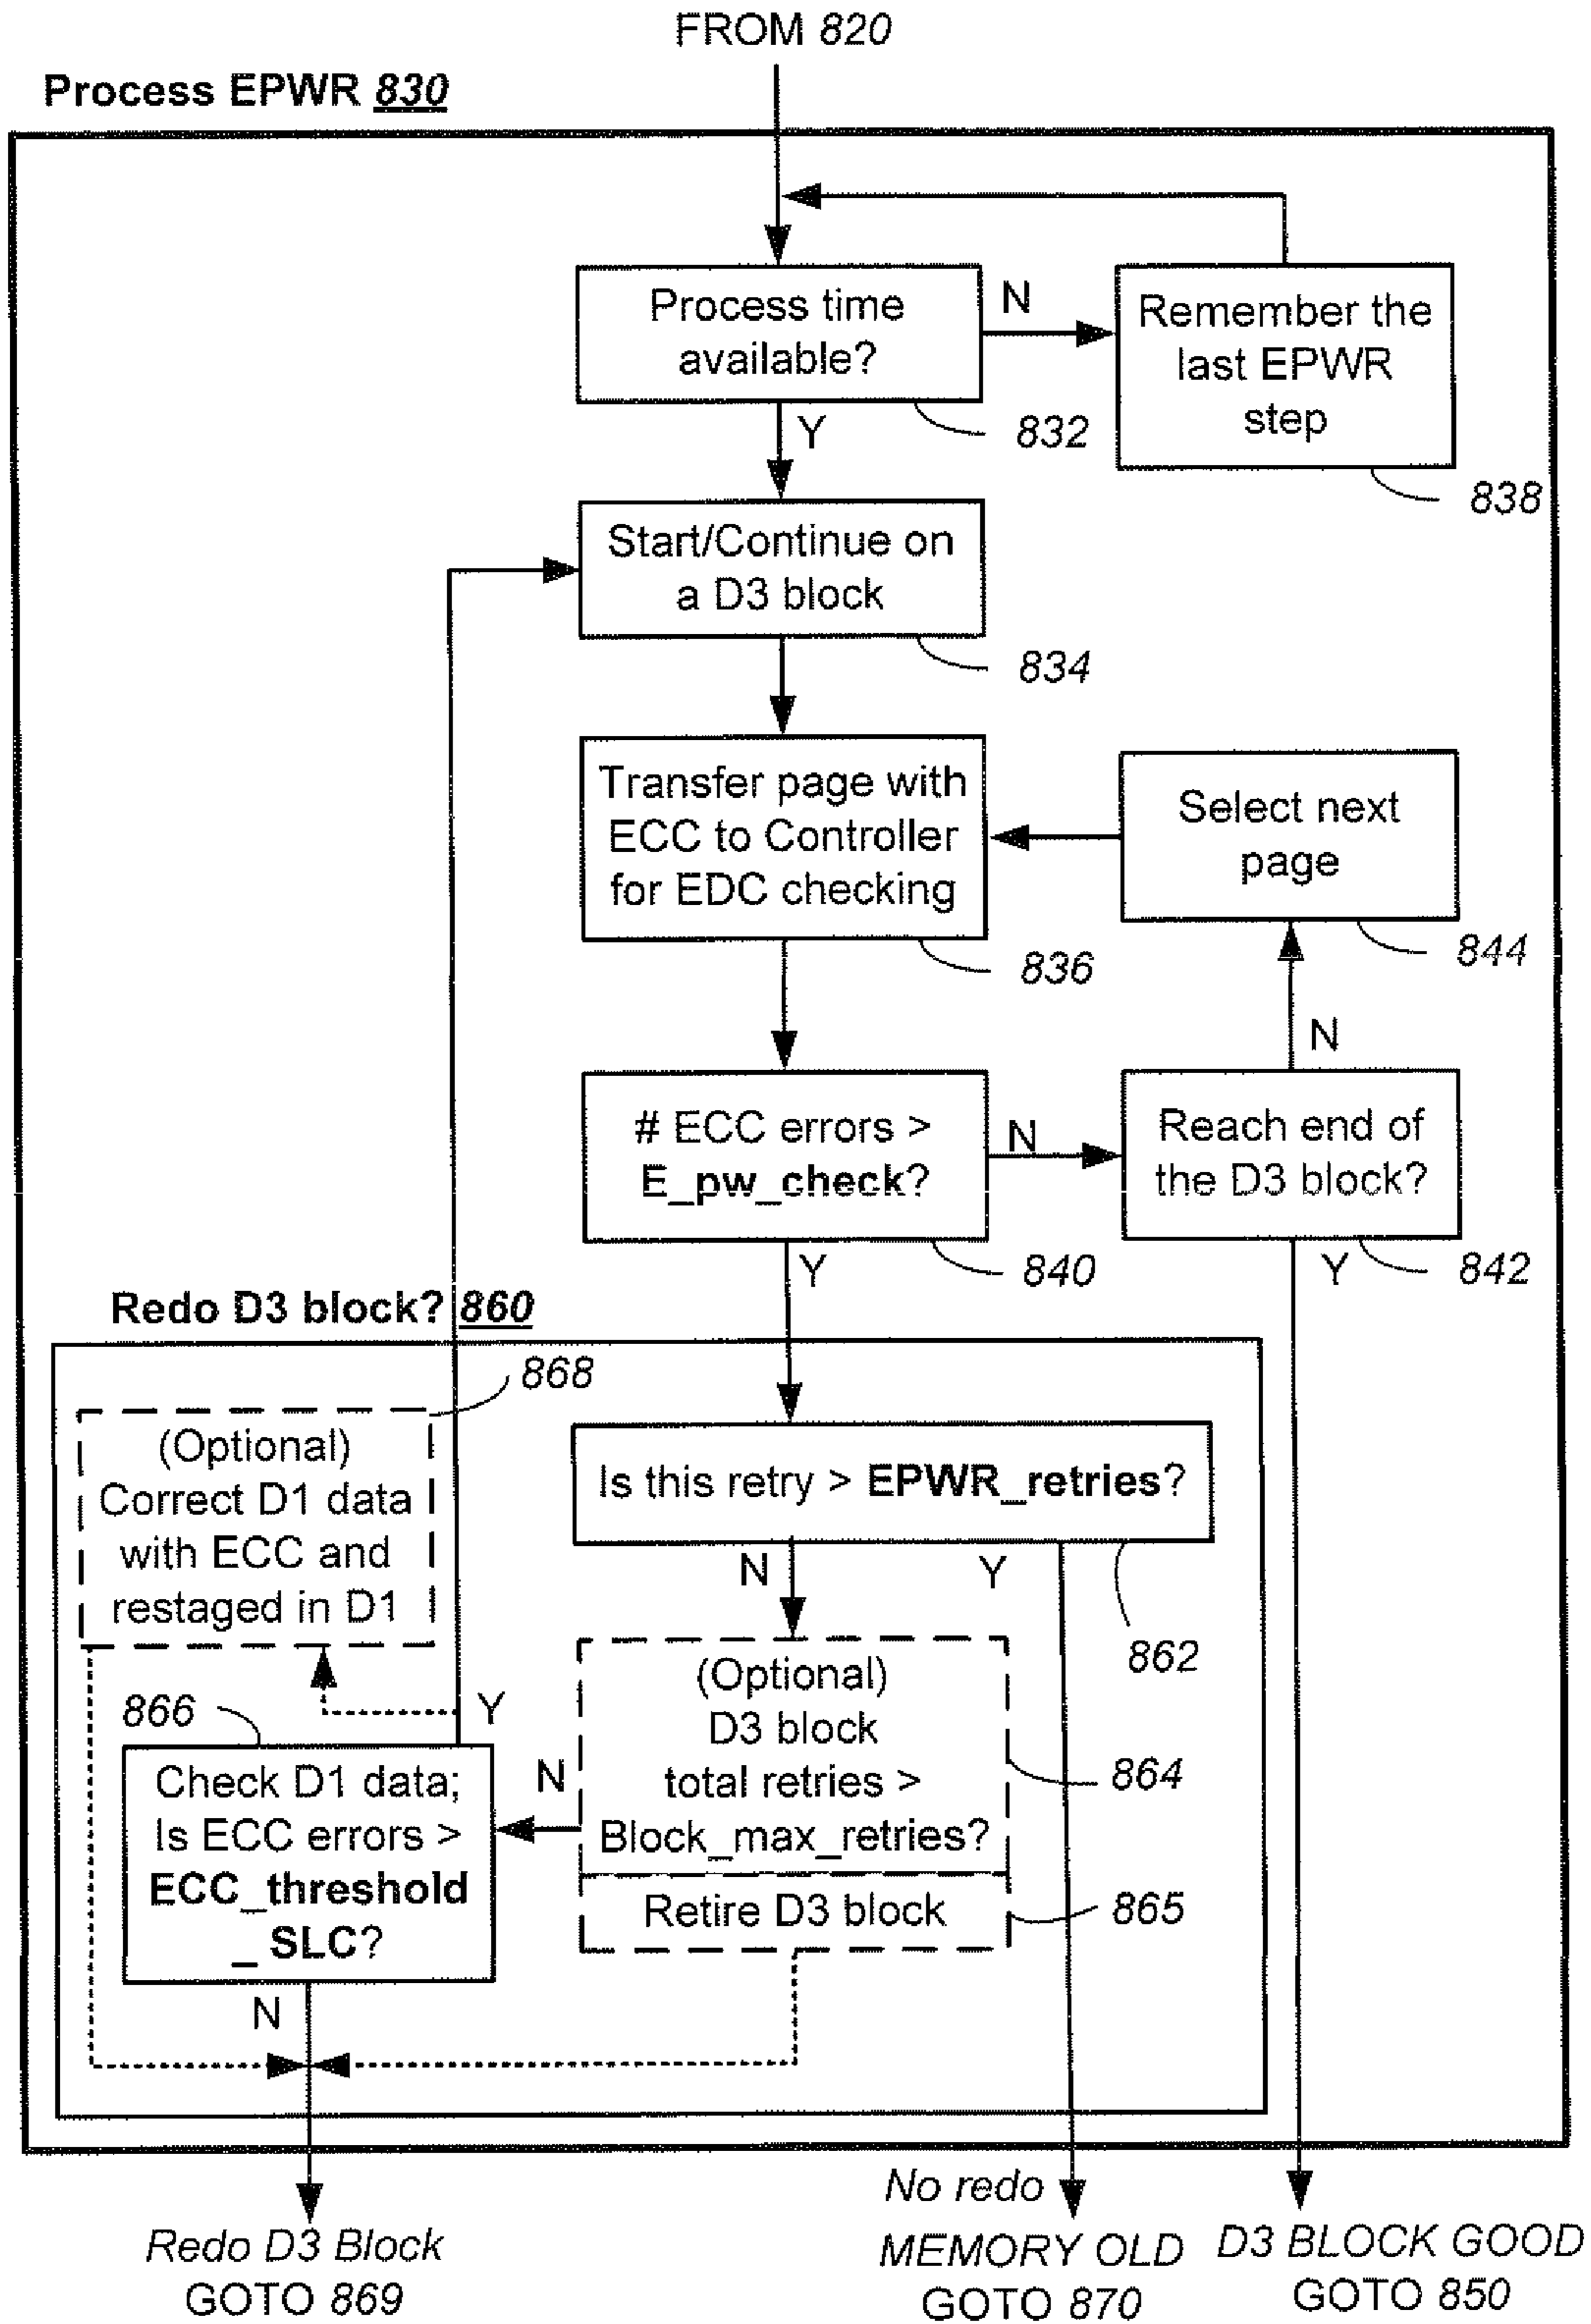 FROM 820
Process EPWR 830
Process time
available?
N
Remember the
last EPWR
step
Y
832
838
Start/Continue on
a D3 block
834
Transfer page with
ECC to Controller
for EDC checking
Select next
page
836
844
N
# ECC errors >
E_pw_check?
N
Reach end of
the D3 block?
Y
840
Y
842
Redo D3 block? 860
868
(Optional)
Correct D1 data
with ECC and
restaged in D1
Is this retry > EPWR_retries?
N
Y
862
(Optional)
D3 block
total retries >
Block_max_retries?
864
Retire D3 block
865
866
Y
N
Check D1 data;
Is ECC errors >
ECC_threshold
_ SLC?
N
Redo D3 Block
GOTO 869
No redo
MEMORY OLD
GOTO 870
D3 BLOCK GOOD
GOTO 850